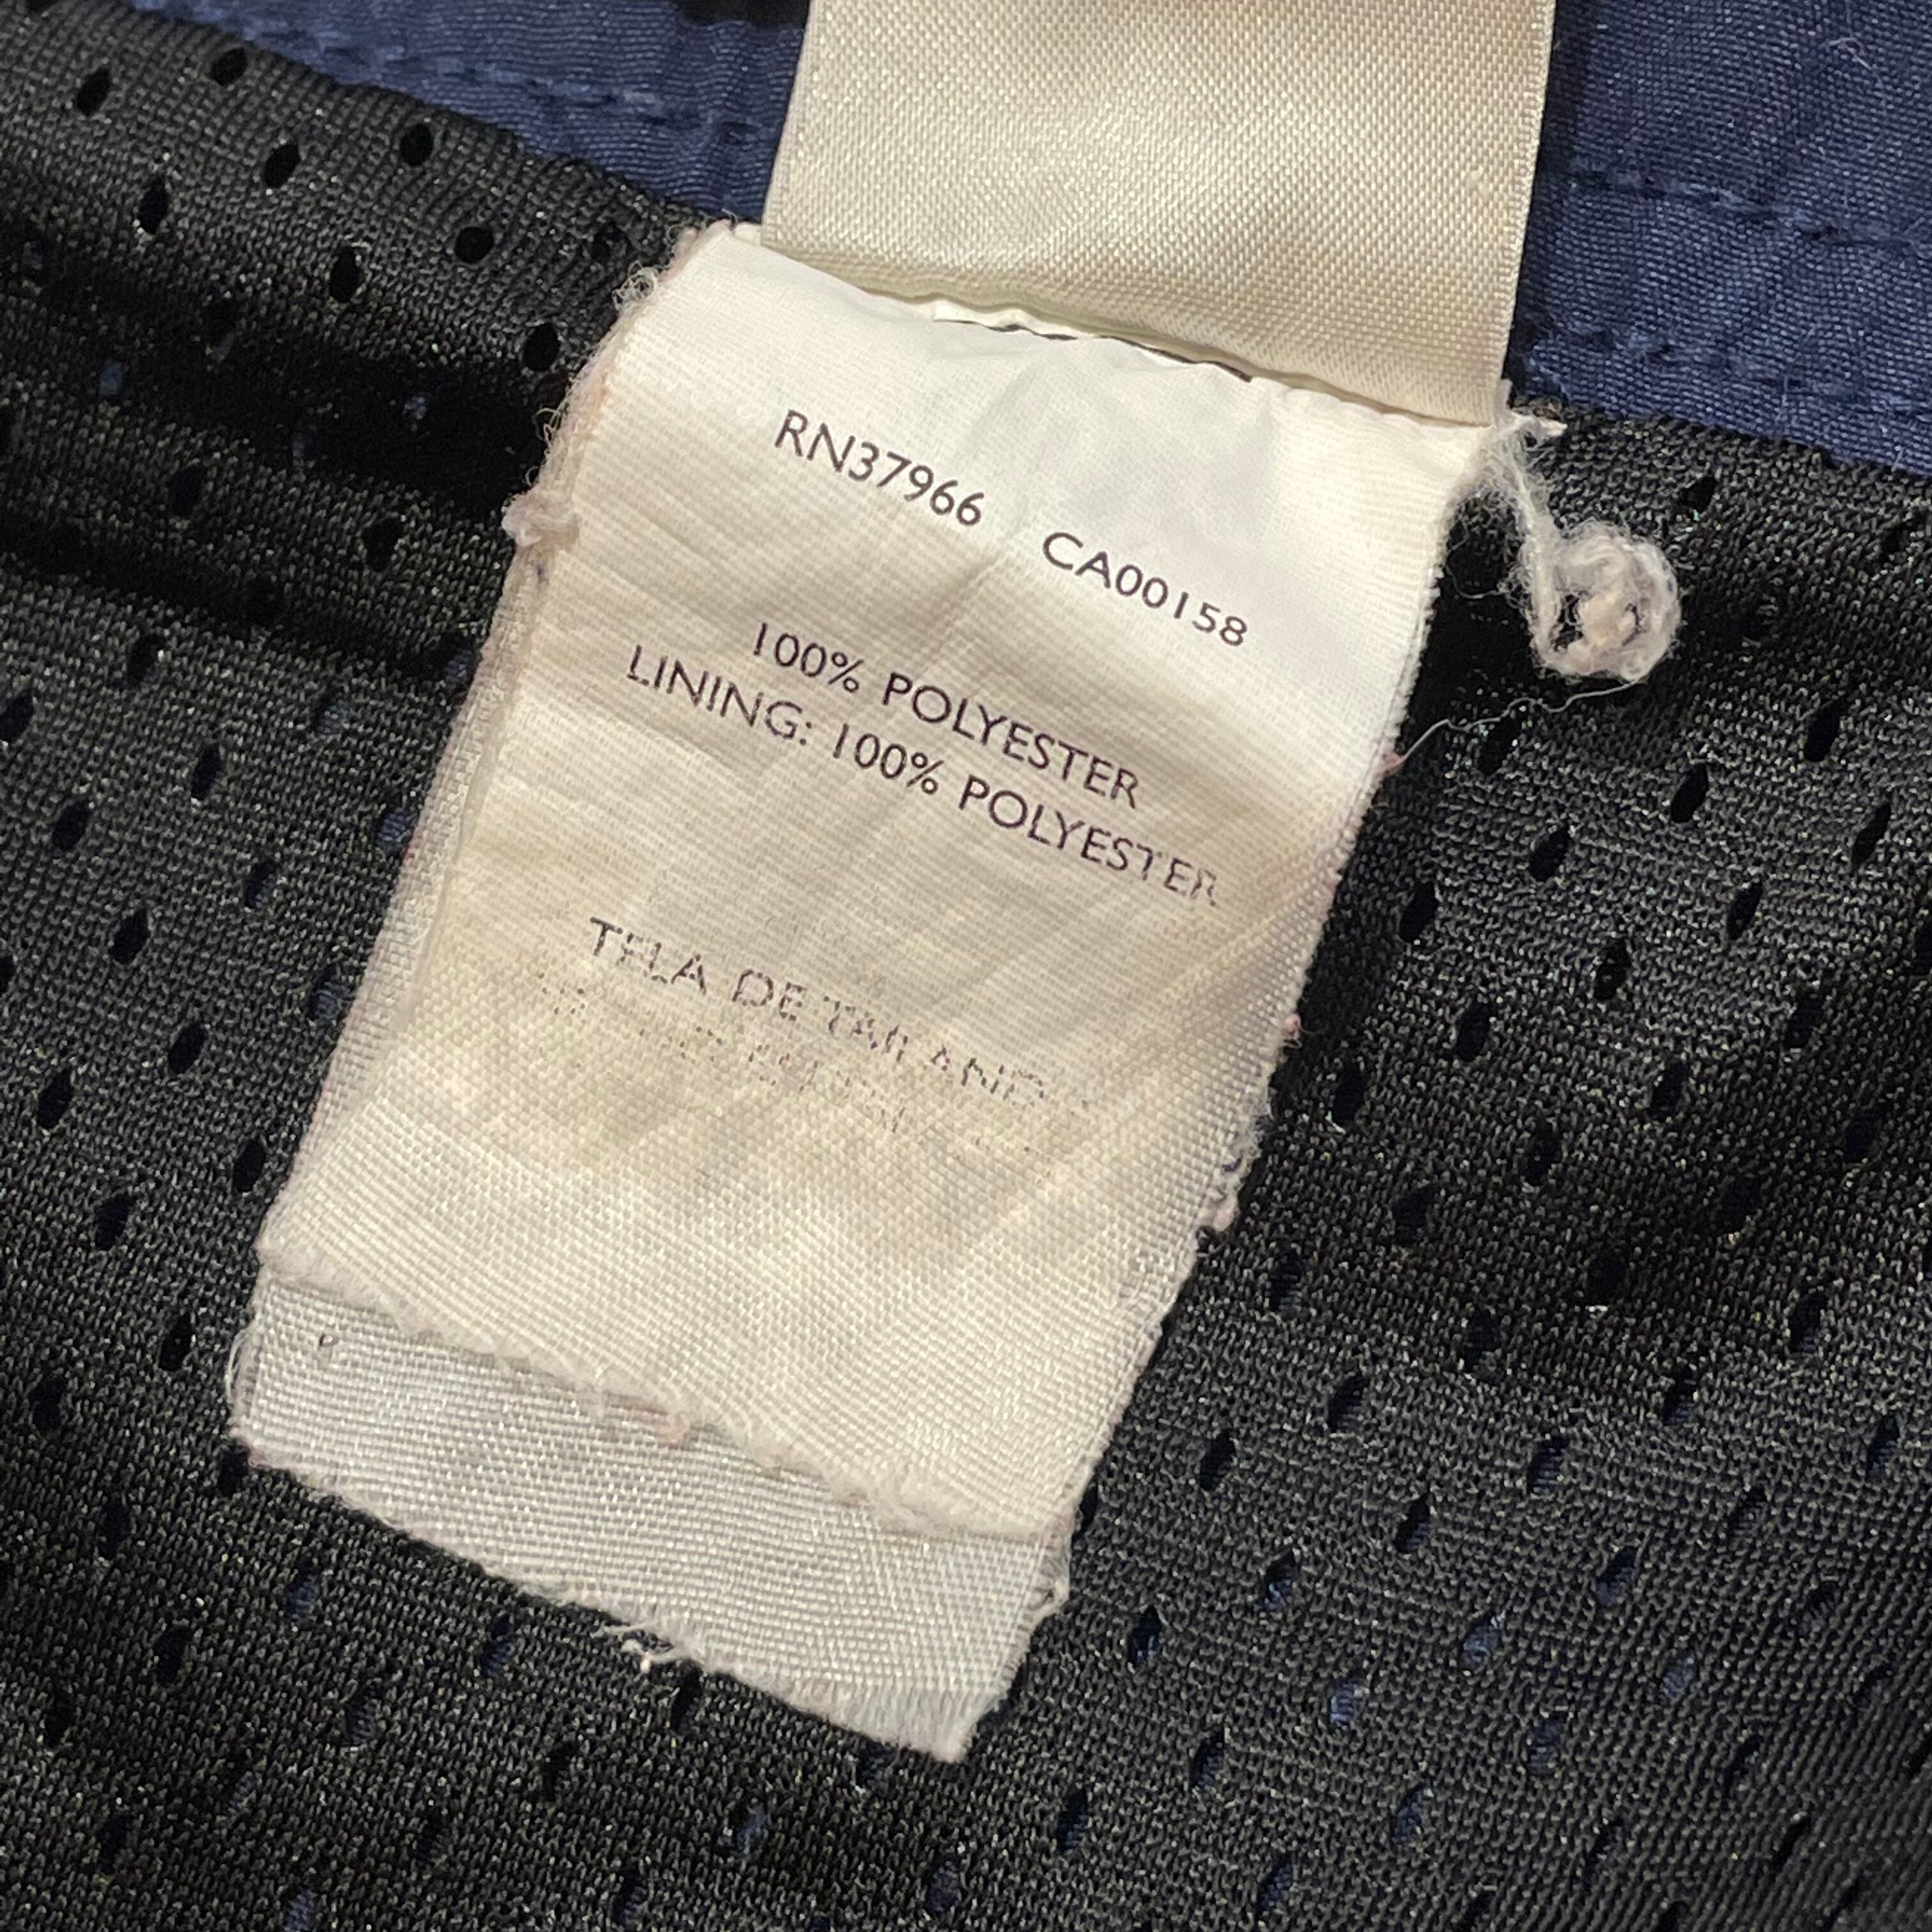 RN37966 CA00158
100% POLYESTER
LINING: 100% POLYESTER
TELA DE TAILAND